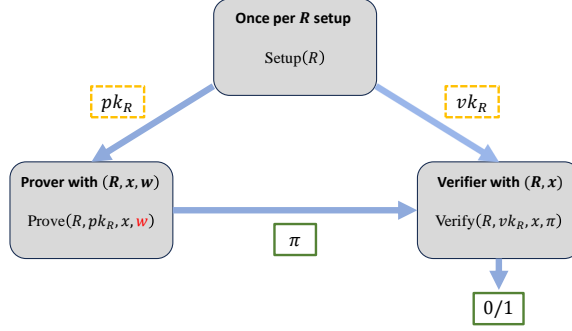 Once per R setup
Setup(R)
pk_R
vk_R
Prover with (R, x, w)
Prove(R, pk_R, x, w)
Verifier with (R, x)
Verify(R, vk_R, x, π)
π
0/1